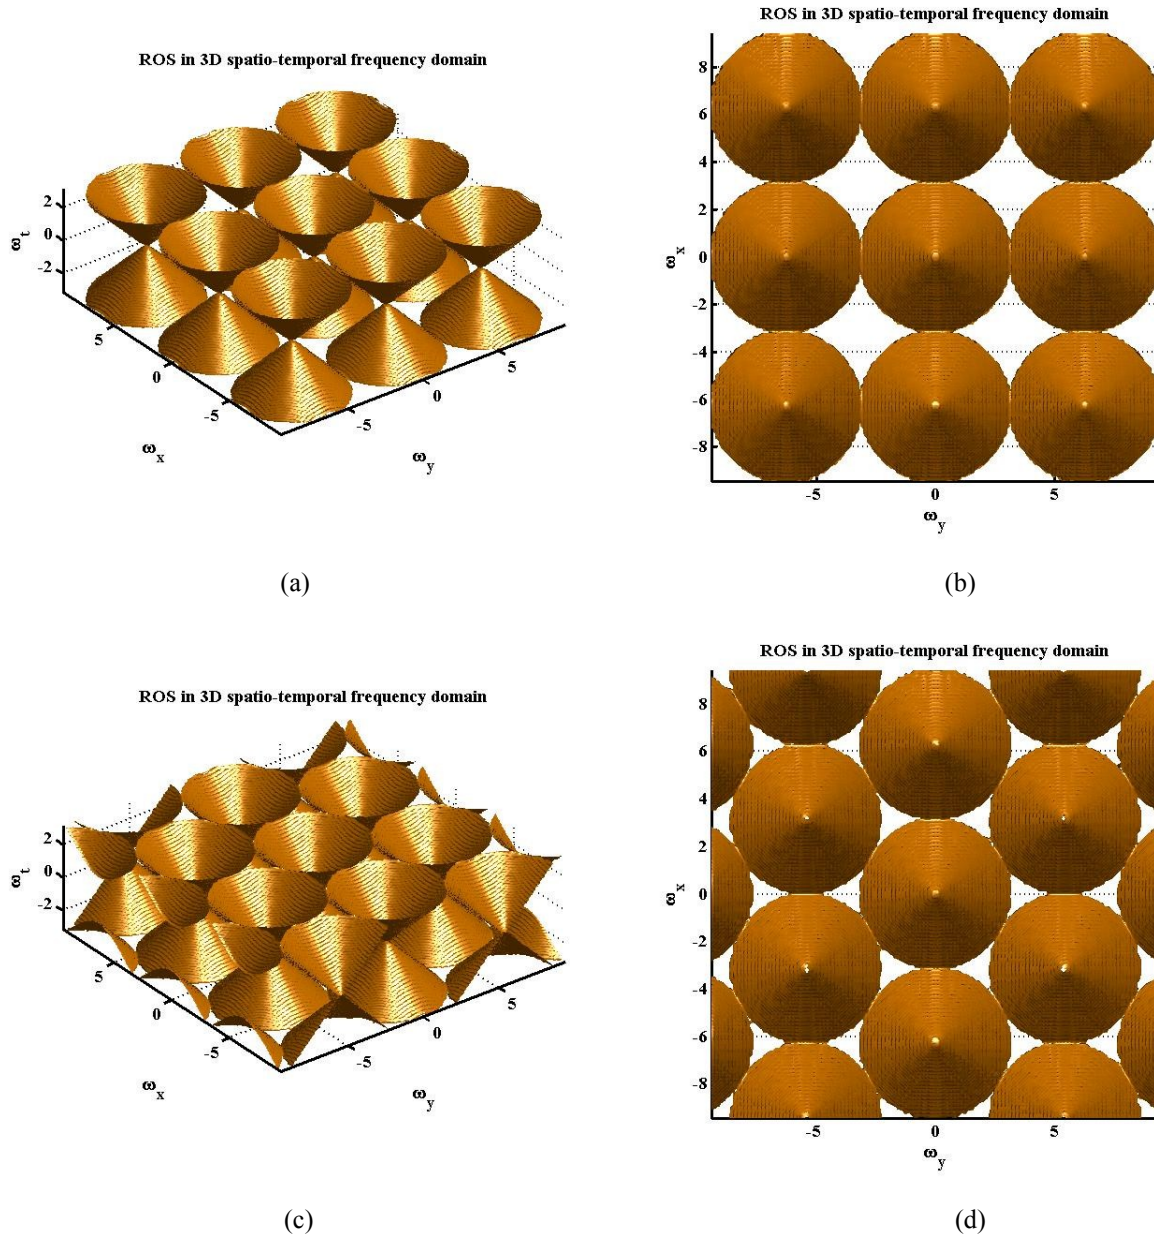 ROS in 3D spatio-temporal frequency domain
2
0
-2
ω_t
5
0
-5
ω_x
-5
0
5
ω_y
(a)
ROS in 3D spatio-temporal frequency domain
8
6
4
2
0
-2
-4
-6
-8
ω_x
-5
0
5
ω_y
(b)
ROS in 3D spatio-temporal frequency domain
2
0
-2
ω_t
5
0
-5
ω_x
-5
0
5
ω_y
(c)
ROS in 3D spatio-temporal frequency domain
8
6
4
2
0
-2
-4
-6
-8
ω_x
-5
0
5
ω_y
(d)